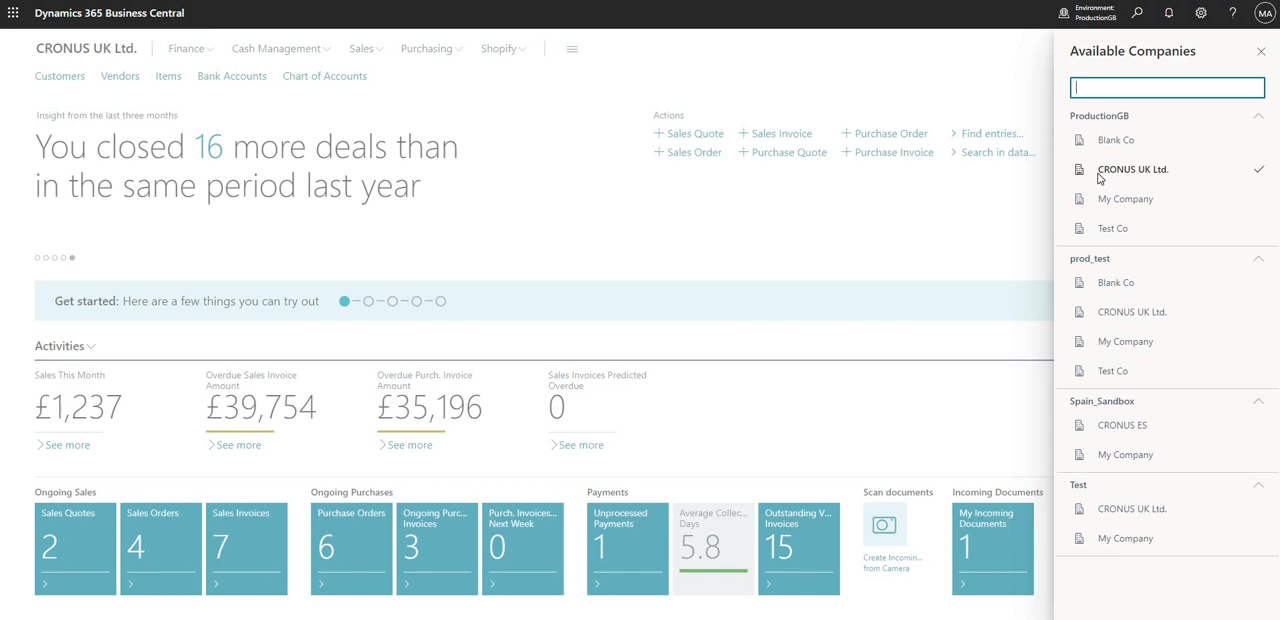 Dynamics 365 Business Central
Environment:
ProductionGB
?
MA
CRONUS UK Ltd.
Finance
Cash Management
Sales
Purchasing
Shopify
Customers
Vendors
Items
Bank Accounts
Chart of Accounts
Insight from the last three months
You closed 16 more deals than
in the same period last year
Actions
+ Sales Quote
+ Sales Invoice
+ Purchase Order
> Find entries...
+ Sales Order
+ Purchase Quote
+ Purchase Invoice
> Search in data...
Get started: Here are a few things you can try out
Activities
Sales This Month
£1,237
> See more
Overdue Sales Invoice
Amount
£39,754
> See more
Overdue Purch. Invoice
Amount
£35,196
> See more
Sales Invoices Predicted
Overdue
0
> See more
Ongoing Sales
Sales Quotes
2
Sales Orders
4
Sales Invoices
7
Ongoing Purchases
Purchase Orders
6
Ongoing Purc...
Invoices
3
Purch. Invoices...
Next Week
0
Payments
Unprocessed
Payments
1
Average Collec...
Days
5.8
Outstanding V...
Invoices
15
Scan documents
Create Incomin...
from Camera
Incoming Documents
My Incoming
Documents
1
Available Companies
ProductionGB
Blank Co
CRONUS UK Ltd.
My Company
Test Co
prod_test
Blank Co
CRONUS UK Ltd.
My Company
Test Co
Spain_Sandbox
CRONUS ES
My Company
Test
CRONUS UK Ltd.
My Company